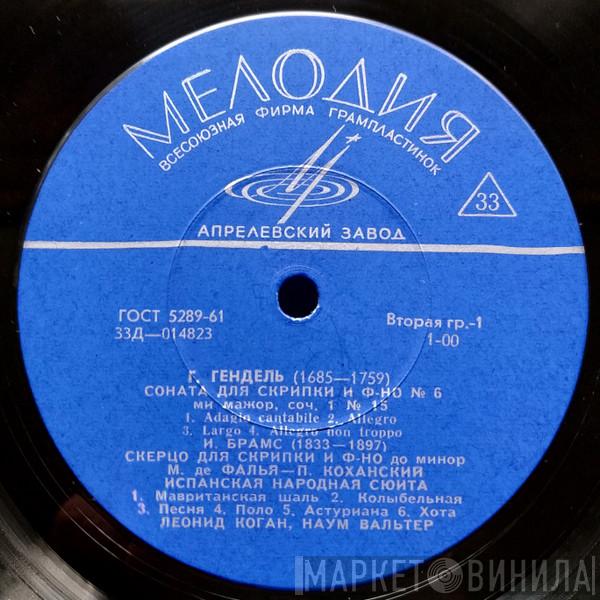 МЕЛОДИЯ
ВСЕСОЮЗНАЯ ФИРМА ГРАМПЛАСТИНОК
33
АПРЕЛЕВСКИЙ ЗАВОД
ГОСТ 5289-61
33Д—014823
Вторая гр.-1
1-00
Г. ГЕНДЕЛЬ (1685—1759)
СОНАТА ДЛЯ СКРИПКИ И Ф-НО № 6
ми мажор, соч. 1 № 15
1. Adagio cantabile 2. Allegro
3. Largo 4. Allegro non troppo
И. БРАМС (1833—1897)
СКЕРЦО ДЛЯ СКРИПКИ И Ф-НО до минор
М. де ФАЛЬЯ—П. КОХАНСКИЙ
ИСПАНСКАЯ НАРОДНАЯ СЮИТА
1. Мавританская шаль 2. Колыбельная
3. Песня 4. Поло 5. Астуриана 6. Хота
ЛЕОНИД КОГАН, НАУМ ВАЛЬТЕР
МАРКЕТ ВИНИЛА